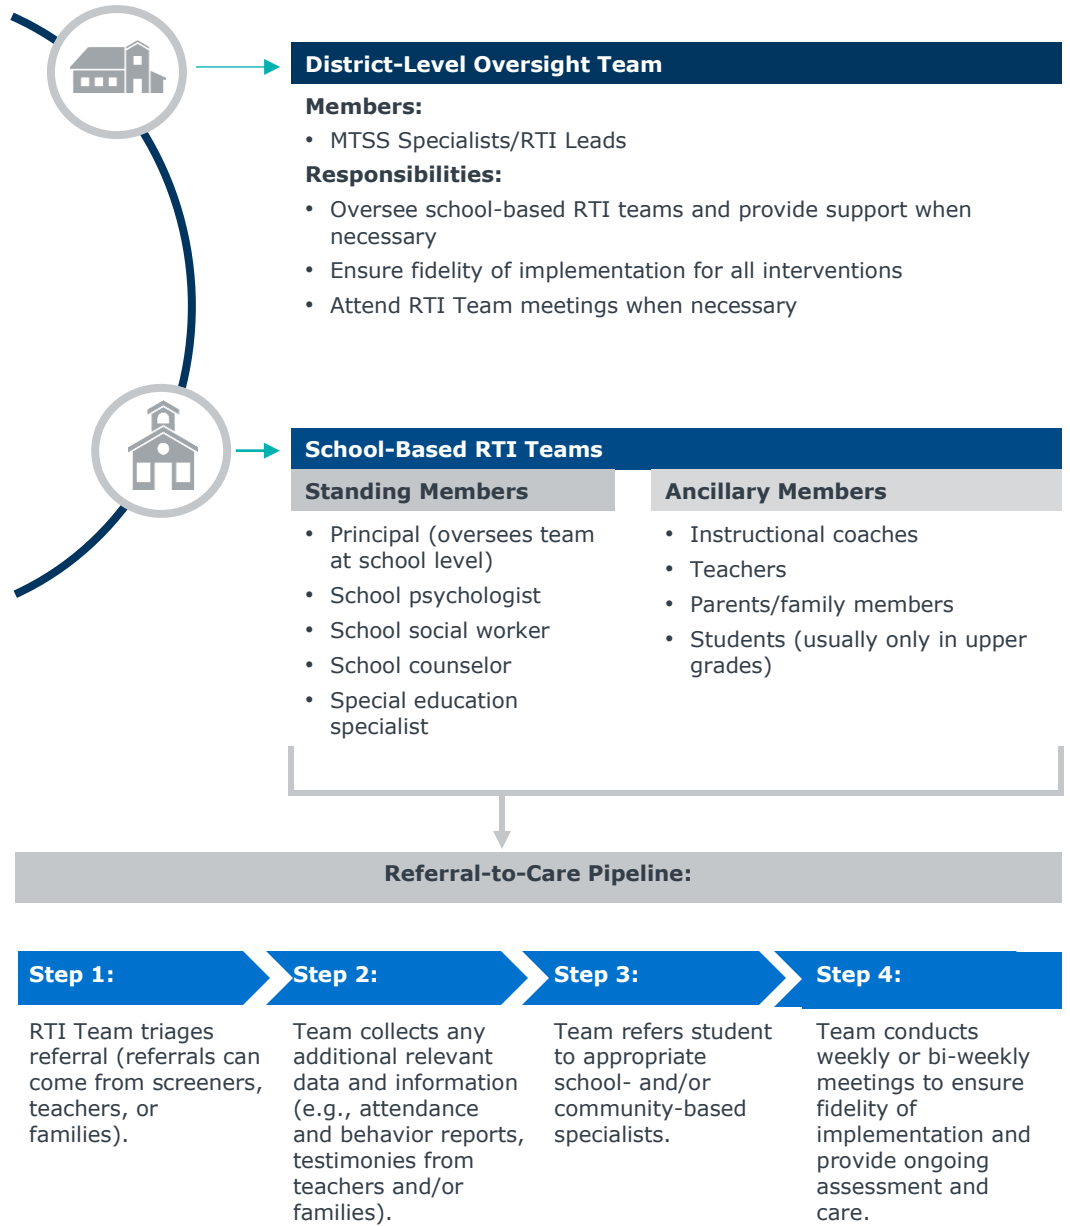 District-Level Oversight Team
Members:
• MTSS Specialists/RTI Leads
Responsibilities:
• Oversee school-based RTI teams and provide support when
necessary
• Ensure fidelity of implementation for all interventions
• Attend RTI Team meetings when necessary
School-Based RTI Teams
Standing Members
• Principal (oversees team
at school level)
• School psychologist
• School social worker
• School counselor
• Special education
specialist
Ancillary Members
• Instructional coaches
• Teachers
• Parents/family members
• Students (usually only in upper
grades)
Referral-to-Care Pipeline:
Step 1:
RTI Team triages
referral (referrals can
come from screeners,
teachers, or
families).
Step 2:
Team collects any
additional relevant
data and information
(e.g., attendance
and behavior reports,
testimonies from
teachers and/or
families).
Step 3:
Team refers student
to appropriate
school- and/or
community-based
specialists.
Step 4:
Team conducts
weekly or bi-weekly
meetings to ensure
fidelity of
implementation and
provide ongoing
assessment and
care.